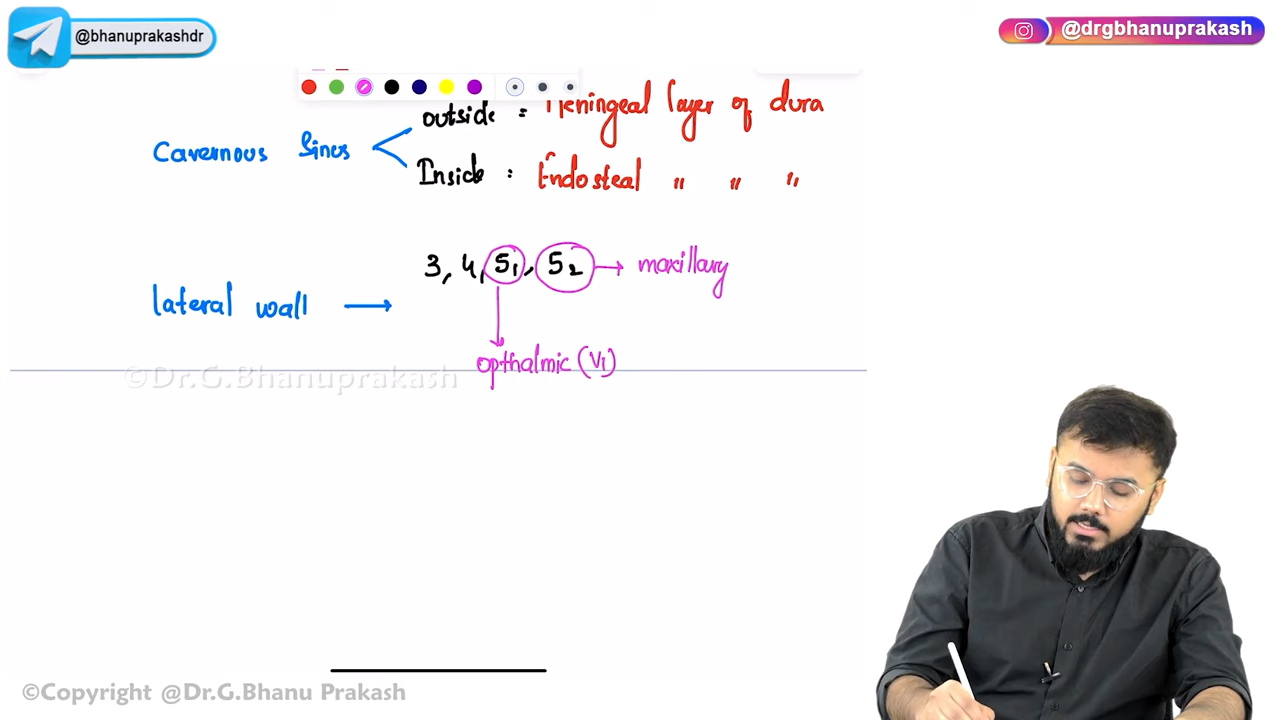 @bhanuprakashdr
@drgbhanuprakash
outside = Meningeal layer of dura
Cavernous Sinus
Inside : Endosteal " " "
3, 4, 5₁, 5₂ → maxillary
lateral wall →
opthalmic (V₁)
©Dr.G.Bhanuprakash
©Copyright @Dr.G.Bhanu Prakash